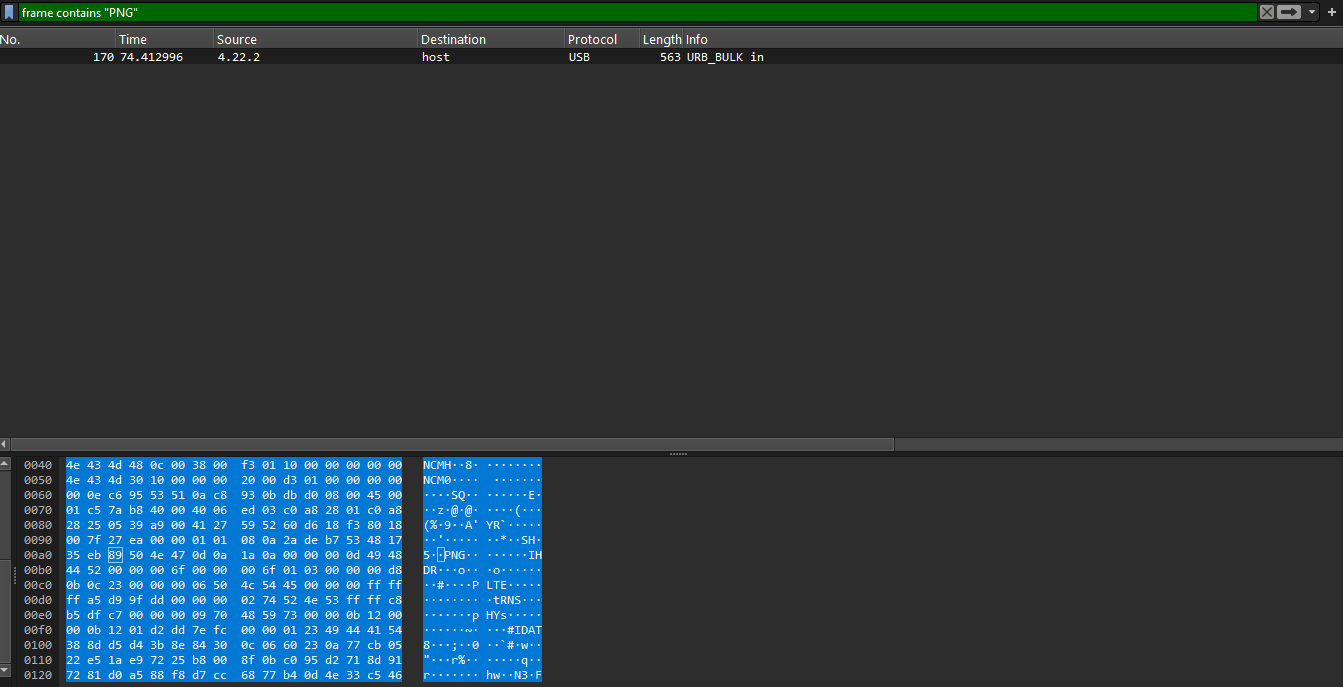 frame contains "PNG"
No. Time Source Destination Protocol Length Info
170 74.412996 4.22.2 host USB 563 URB_BULK in
0040 4e 43 4d 48 0c 00 38 00 f3 01 10 00 00 00 00 00 NCMH··8· ········
0050 4e 43 4d 30 10 00 00 00 20 00 d3 01 00 00 00 00 NCM0···· ·······
0060 00 0e c6 95 53 51 0a c8 93 0b db d0 08 00 45 00 ····SQ·· ······E·
0070 01 c5 7a b8 40 00 40 06 ed 03 c0 a8 28 01 c0 a8 ··z·@·@· ····(···
0080 28 25 05 39 a9 00 41 27 59 52 60 d6 18 f3 80 18 (%·9··A' YR`·····
0090 00 7f 27 ea 00 00 01 01 08 0a 2a de b7 53 48 17 ··'····· ··*··SH·
00a0 35 eb 89 50 4e 47 0d 0a 1a 0a 00 00 00 0d 49 48 5··PNG·· ······IH
00b0 44 52 00 00 00 6f 00 00 00 6f 01 03 00 00 00 d8 DR···o·· ·o······
00c0 0b 0c 23 00 00 00 06 50 4c 54 45 00 00 00 ff ff ··#····P LTE·····
00d0 ff a5 d9 9f dd 00 00 00 02 74 52 4e 53 ff ff c8 ········ ·tRNS···
00e0 b5 df c7 00 00 00 09 70 48 59 73 00 00 0b 12 00 ·······p HYs·····
00f0 00 0b 12 01 d2 dd 7e fc 00 00 01 23 49 44 41 54 ······~· ···#IDAT
0100 38 8d d5 d4 3b 8e 84 30 0c 06 60 23 0a 77 cb 05 8···;··0 ··`#·w··
0110 22 e5 1a e9 72 25 b8 00 8f 0b c0 95 d2 71 8d 91 "···r%·· ·····q··
0120 72 81 d0 a5 88 f8 d7 cc 68 77 b4 0d 4e 33 c5 46 r······· hw··N3·F